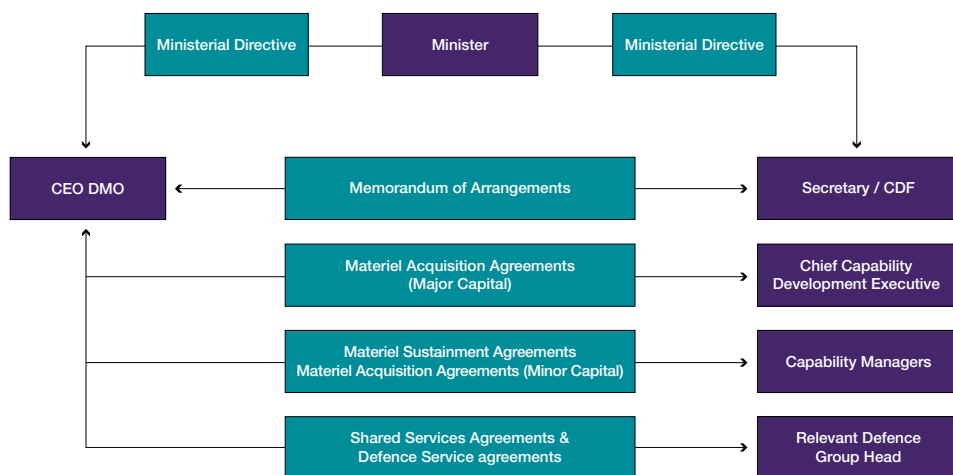 Ministerial Directive
Minister
Ministerial Directive
CEO DMO
Memorandum of Arrangements
Secretary / CDF
Materiel Acquisition Agreements
(Major Capital)
Chief Capability
Development Executive
Materiel Sustainment Agreements
Materiel Acquisition Agreements (Minor Capital)
Capability Managers
Shared Services Agreements &
Defence Service agreements
Relevant Defence
Group Head